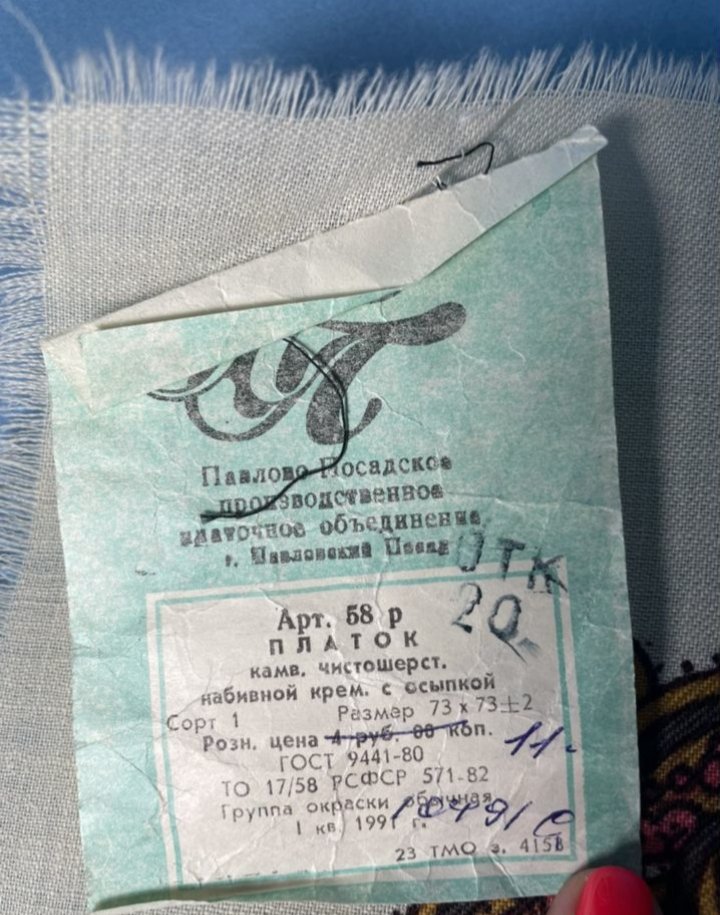 Павлово Посадское
производственное
платочное объединение
г. Павловский Посад
ОТК
20
Арт. 58 р
ПЛАТОК
камв. чистошерст.
набивной крем. с осыпкой
Сорт 1 Размер 73 х 73±2
Розн. цена 4 руб. 00 коп. 11-
ГОСТ 9441-80
ТО 17/58 РСФСР 571-82
Группа окраски обычная
1 кв 1991 г.
23 ТМО з. 4158